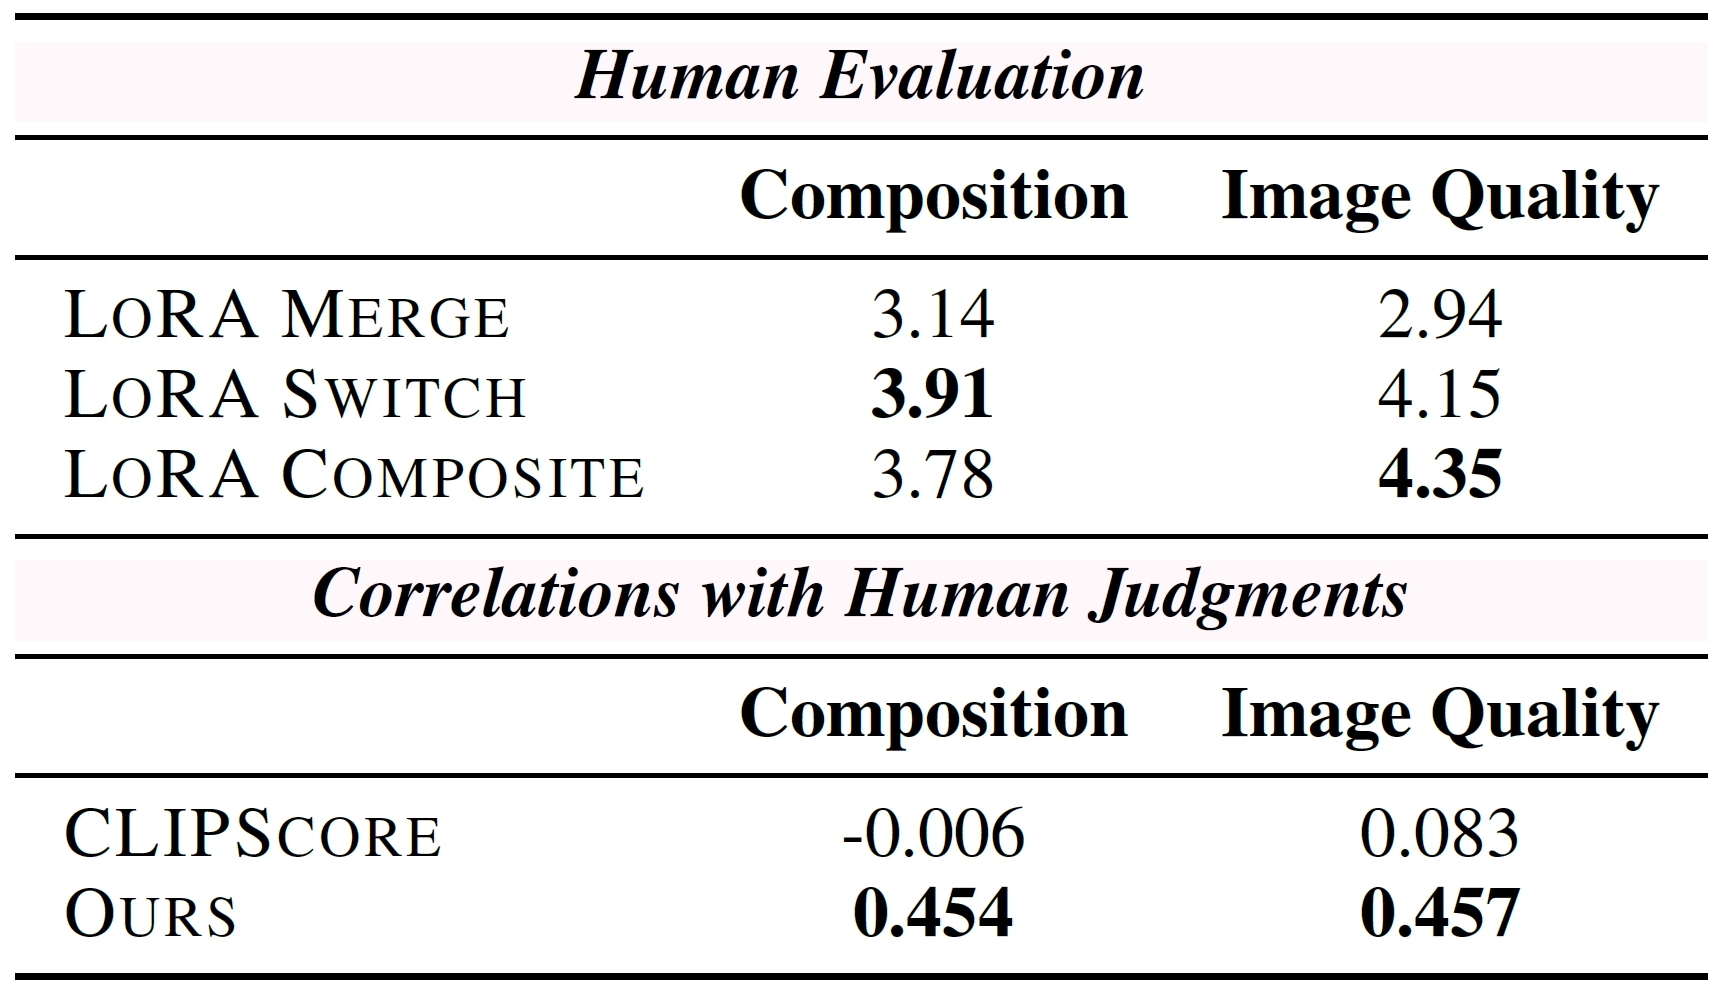 Human Evaluation
Composition Image Quality
LORA MERGE 3.14 2.94
LORA SWITCH 3.91 4.15
LORA COMPOSITE 3.78 4.35
Correlations with Human Judgments
Composition Image Quality
CLIPSCORE -0.006 0.083
OURS 0.454 0.457